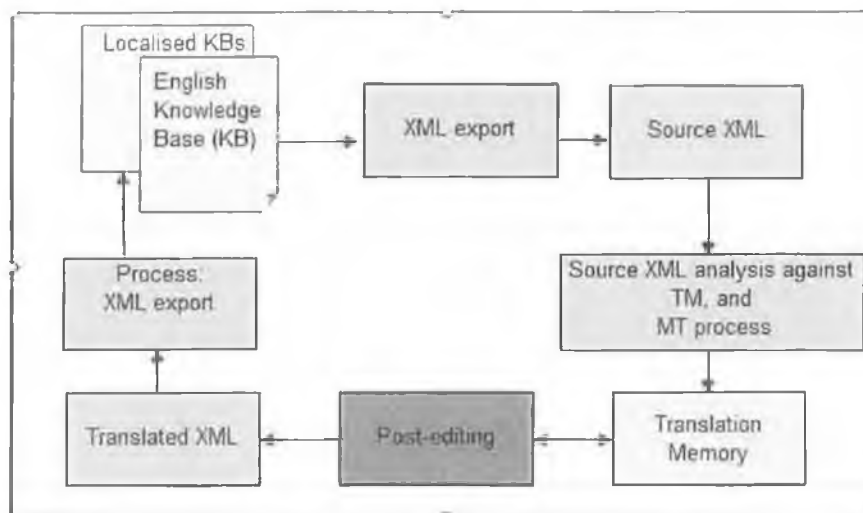 Localised KBs
English
Knowledge
Base (KB)
XML export
Source XML
Process:
XML export
Source XML analysis against
TM, and
MT process
Translated XML
Post-editing
Translation
Memory